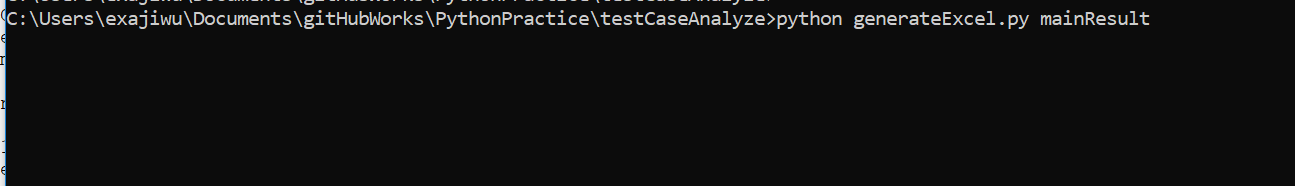 C:\Users\exajiwu\Documents\gitHubWorks\PythonPractice\testCaseAnalyze>python generateExcel.py mainResult